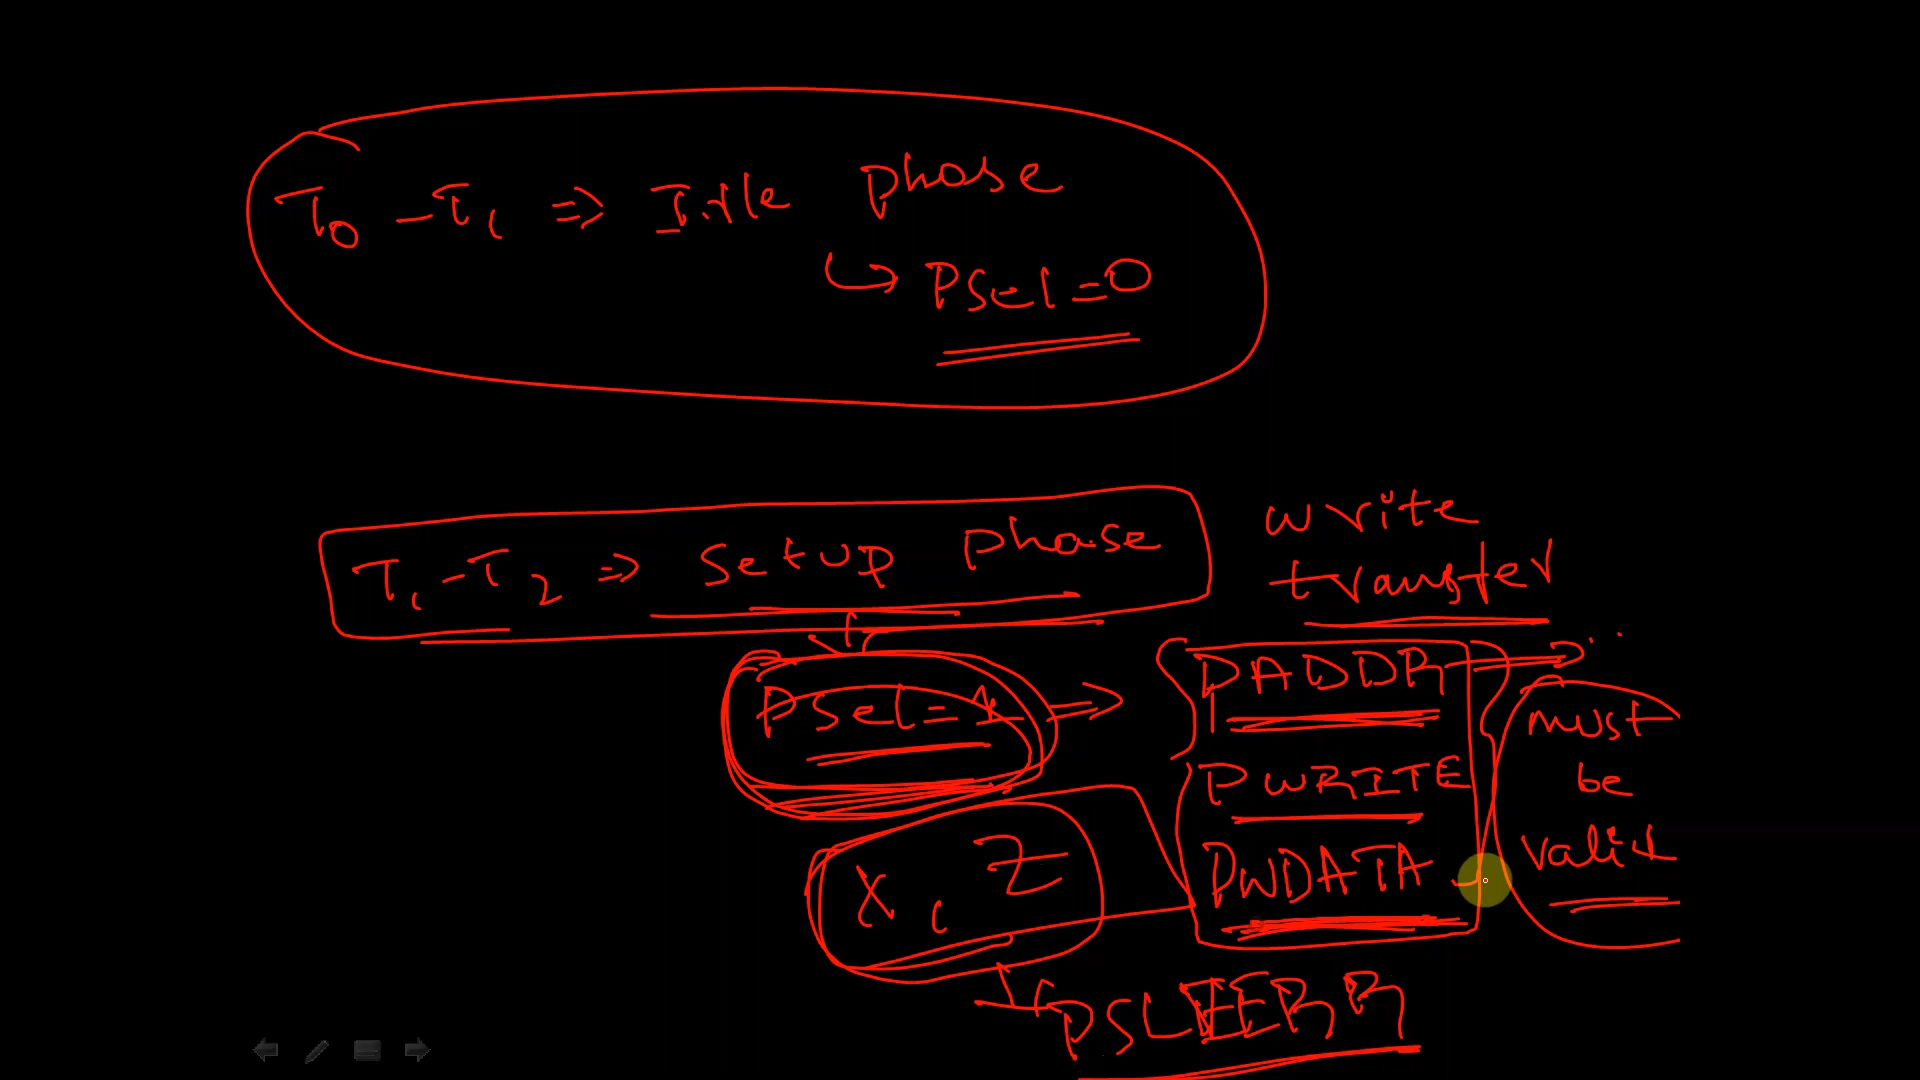 T0 - T1 => Idle phase
PSel = 0
T1 - T2 => Setup phase
write
transfer
PSel = 1 => PADDR =>
PWRITE
PWDATA
must
be
valid
X, Z
PSLEERR